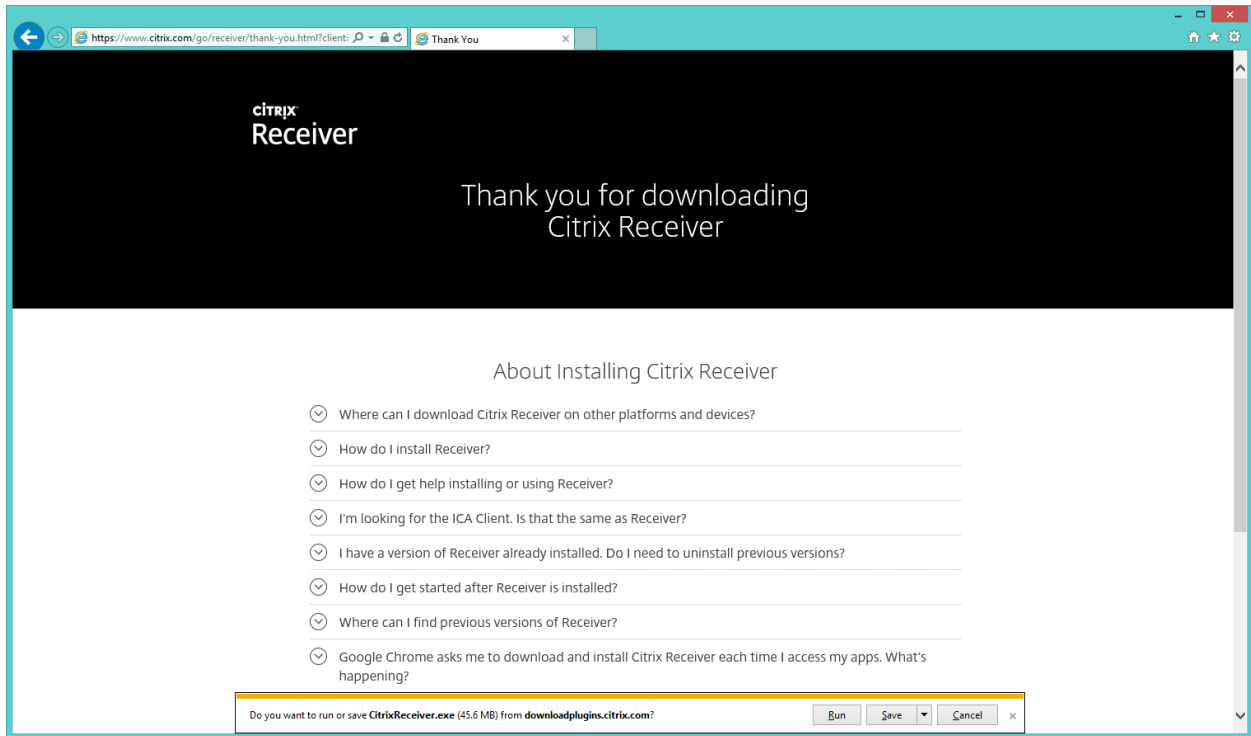 https://www.citrix.com/go/receiver/thank-you.html?client:
Thank You
CİTRIX
Receiver
Thank you for downloading
Citrix Receiver
About Installing Citrix Receiver
Where can I download Citrix Receiver on other platforms and devices?
How do I install Receiver?
How do I get help installing or using Receiver?
I'm looking for the ICA Client. Is that the same as Receiver?
I have a version of Receiver already installed. Do I need to uninstall previous versions?
How do I get started after Receiver is installed?
Where can I find previous versions of Receiver?
Google Chrome asks me to download and install Citrix Receiver each time I access my apps. What's
happening?
Do you want to run or save CitrixReceiver.exe (45.6 MB) from downloadplugins.citrix.com?
Run
Save
Cancel